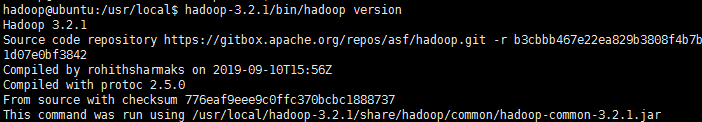 hadoop@ubuntu:/usr/local$ hadoop-3.2.1/bin/hadoop version
Hadoop 3.2.1
Source code repository https://gitbox.apache.org/repos/asf/hadoop.git -r b3cbbb467e22ea829b3808f4b7b
1d07e0bf3842
Compiled by rohithsharmaks on 2019-09-10T15:56Z
Compiled with protoc 2.5.0
From source with checksum 776eaf9eee9c0ffc370bcbc1888737
This command was run using /usr/local/hadoop-3.2.1/share/hadoop/common/hadoop-common-3.2.1.jar